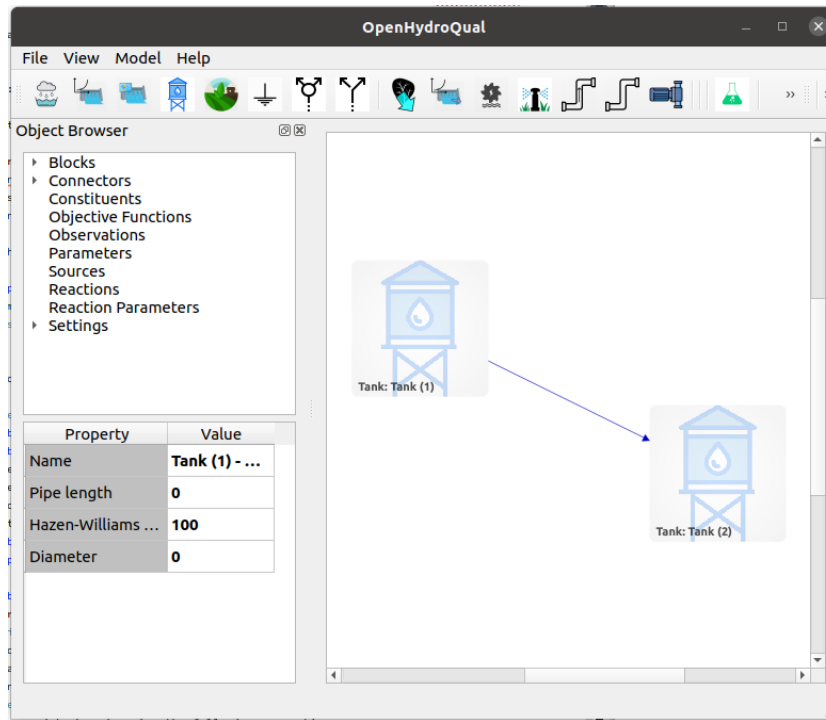 OpenHydroQual
File View Model Help
Object Browser
Blocks
Connectors
Constituents
Objective Functions
Observations
Parameters
Sources
Reactions
Reaction Parameters
Settings
Property Value
Name Tank (1) - ...
Pipe length 0
Hazen-Williams ... 100
Diameter 0
Tank: Tank (1)
Tank: Tank (2)